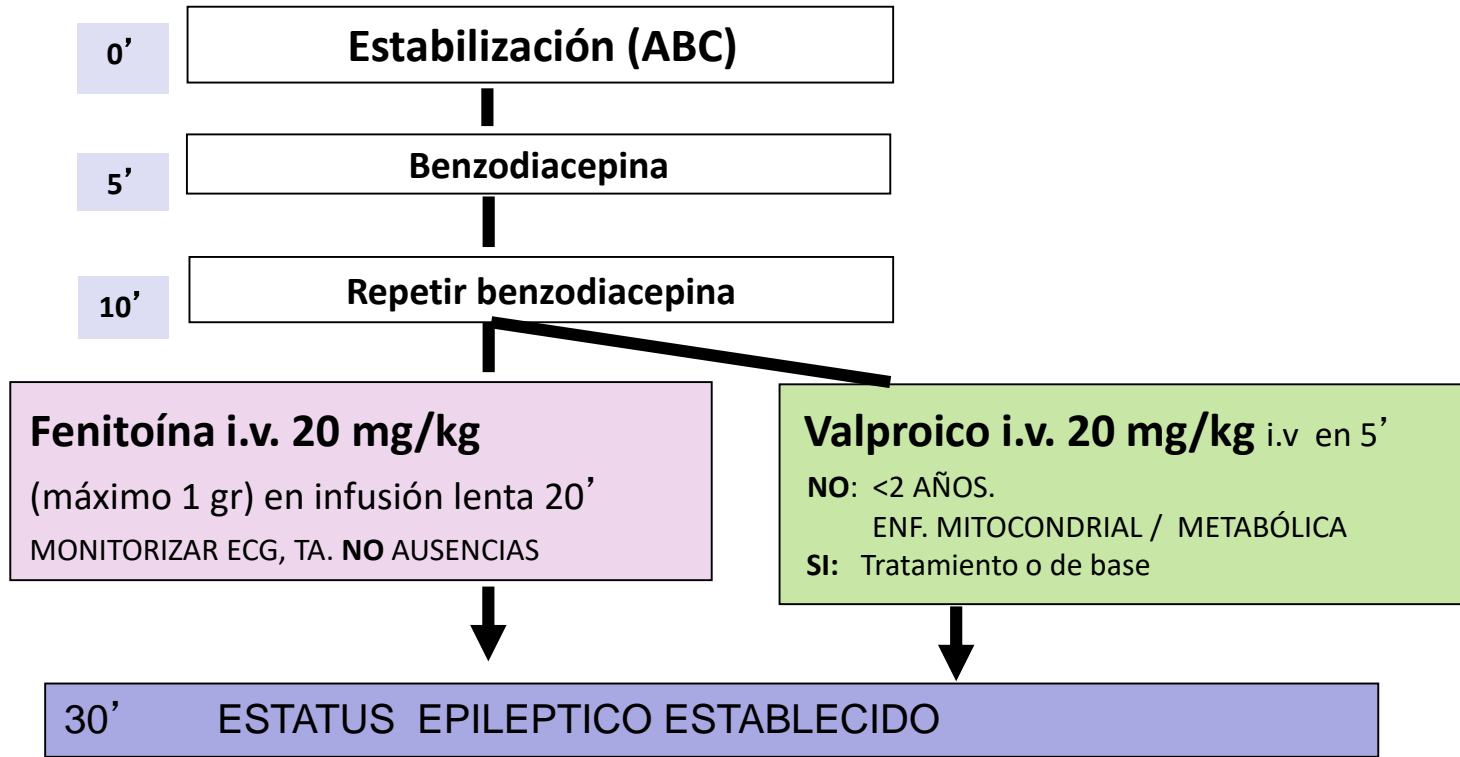 0’ Estabilización (ABC)
5’ Benzodiacepina
10’ Repetir benzodiacepina
Fenitoína i.v. 20 mg/kg
(máximo 1 gr) en infusión lenta 20’
MONITORIZAR ECG, TA. NO AUSENCIAS
Valproico i.v. 20 mg/kg i.v en 5’
NO: <2 AÑOS.
ENF. MITOCONDRIAL / METABÓLICA
SI: Tratamiento o de base
30’ ESTATUS EPILEPTICO ESTABLECIDO